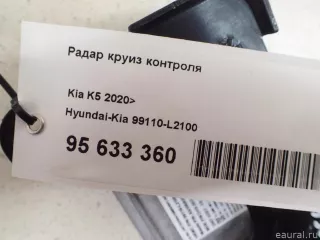 Радар круиз контроля
Kia K5 2020>
Hyundai-Kia 99110-L2100
95 633 360
eaural.ru